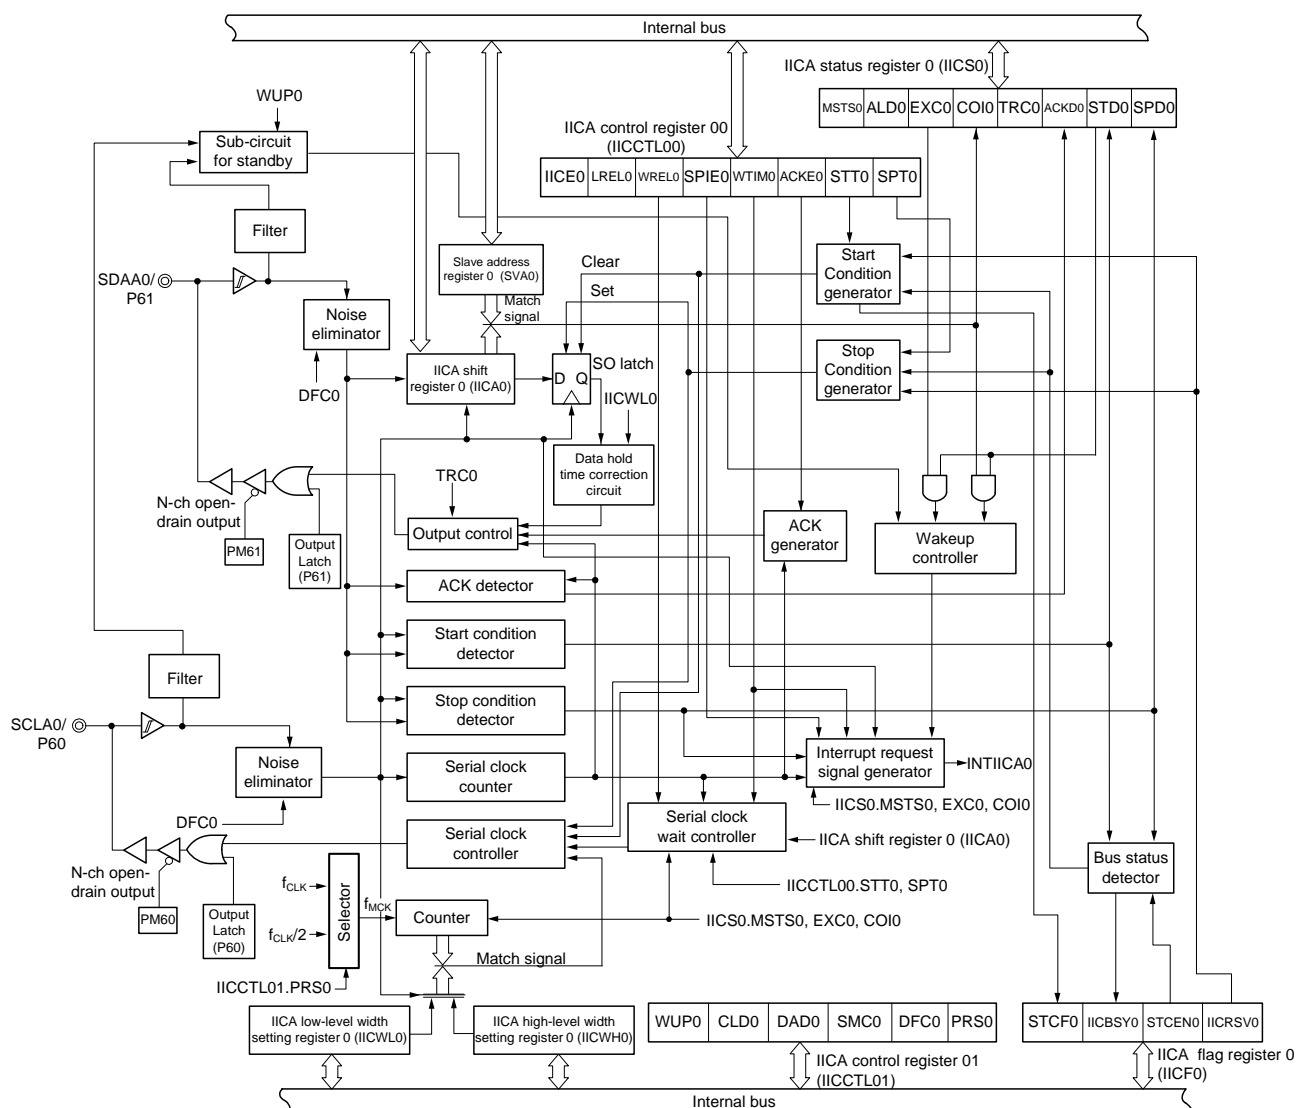 Internal bus
IICA status register 0 (IICS0)
MSTS0 ALD0 EXC0 COI0 TRC0 ACKD0 STD0 SPD0
WUP0
Sub-circuit
for standby
IICA control register 00
(IICCTL00)
IICE0 LREL0 WREL0 SPIE0 WTIM0 ACKE0 STT0 SPT0
Filter
Slave address
register 0 (SVA0)
Clear
Set
Start
Condition
generator
SDAA0/
P61
Match
signal
Noise
eliminator
Stop
Condition
generator
DFC0
IICA shift
register 0 (IICA0)
SO latch
D Q
IICWL0
Data hold
time correction
circuit
TRC0
N-ch open-
drain output
PM61
Output
Latch
(P61)
Output control
ACK
generator
Wakeup
controller
ACK detector
Start condition
detector
Filter
Stop condition
detector
SCLA0/
P60
Noise
eliminator
Serial clock
counter
Interrupt request
signal generator
INTIICA0
IICS0.MSTS0, EXC0, COI0
DFC0
Serial clock
controller
Serial clock
wait controller
IICA shift register 0 (IICA0)
Bus status
detector
N-ch open-
drain output
PM60
Output
Latch
(P60)
fCLK
fCLK/2
Selector
fMCK
Counter
IICCTL00.STT0, SPT0
IICS0.MSTS0, EXC0, COI0
Match signal
IICCTL01.PRS0
IICA low-level width
setting register 0 (IICWL0)
IICA high-level width
setting register 0 (IICWH0)
WUP0 CLD0 DAD0 SMC0 DFC0 PRS0
STCF0 IICBSY0 STCEN0 IICRSV0
IICA control register 01
(IICCTL01)
IICA flag register 0
(IICF0)
Internal bus